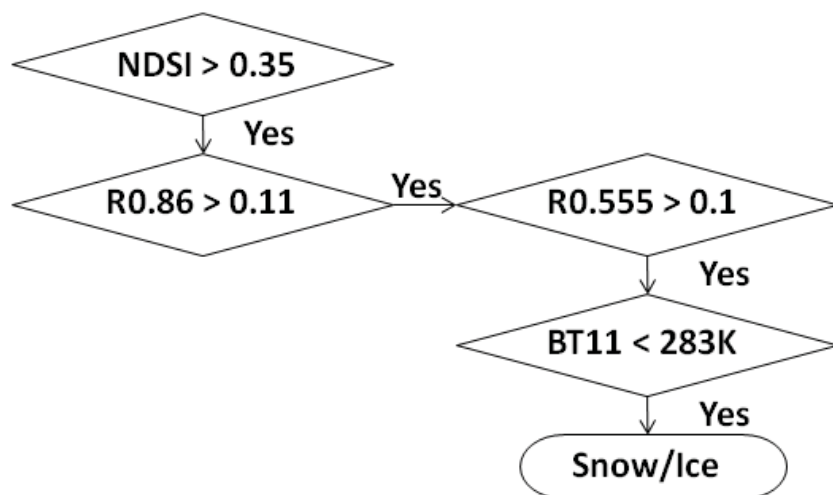 NDSI > 0.35
Yes
R0.86 > 0.11
Yes
R0.555 > 0.1
Yes
BT11 < 283K
Yes
Snow/Ice